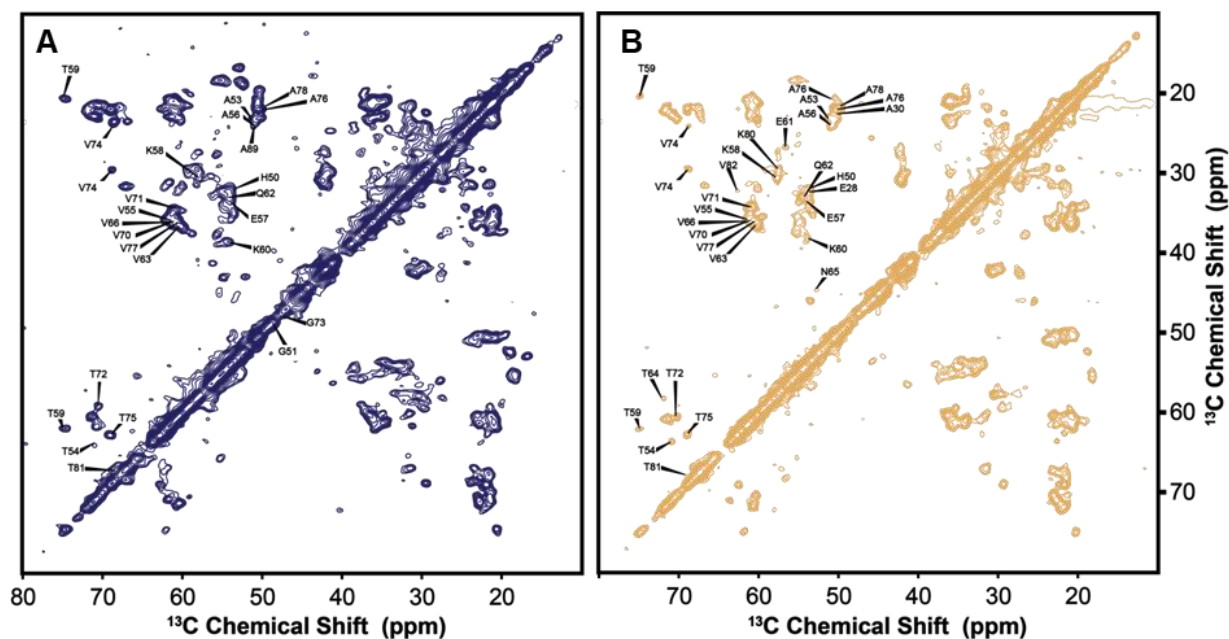 A
T59
V74
V74
A53
A56
A78
A76
A89
K58
V71
V55
V66
V70
V77
V63
H50
Q62
E57
K60
G73
G51
T72
T59
T75
T54
T81
80 70 60 50 40 30 20
13C Chemical Shift (ppm)
B
T59
V74
V74
A76
A53
A56
A78
A76
A30
E61
K80
K58
V82
Q62
H50
E28
E57
V71
V55
V66
V70
V77
V63
K60
N65
T64
T72
T59
T75
T54
T81
70 60 50 40 30 20
13C Chemical Shift (ppm)
20
30
40
50
60
70
13C Chemical Shift (ppm)